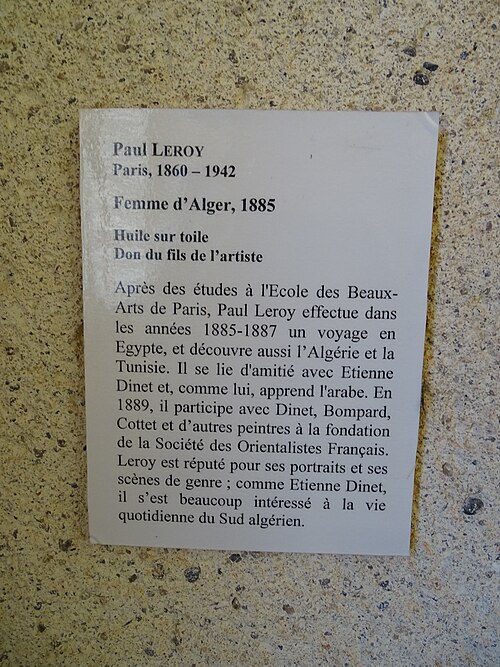 Paul LEROY
Paris, 1860 – 1942
Femme d'Alger, 1885
Huile sur toile
Don du fils de l'artiste
Après des études à l'Ecole des Beaux-
Arts de Paris, Paul Leroy effectue dans
les années 1885-1887 un voyage en
Egypte, et découvre aussi l'Algérie et la
Tunisie. Il se lie d'amitié avec Etienne
Dinet et, comme lui, apprend l'arabe. En
1889, il participe avec Dinet, Bompard,
Cottet et d'autres peintres à la fondation
de la Société des Orientalistes Français.
Leroy est réputé pour ses portraits et ses
scènes de genre ; comme Etienne Dinet,
il s'est beaucoup intéressé à la vie
quotidienne du Sud algérien.